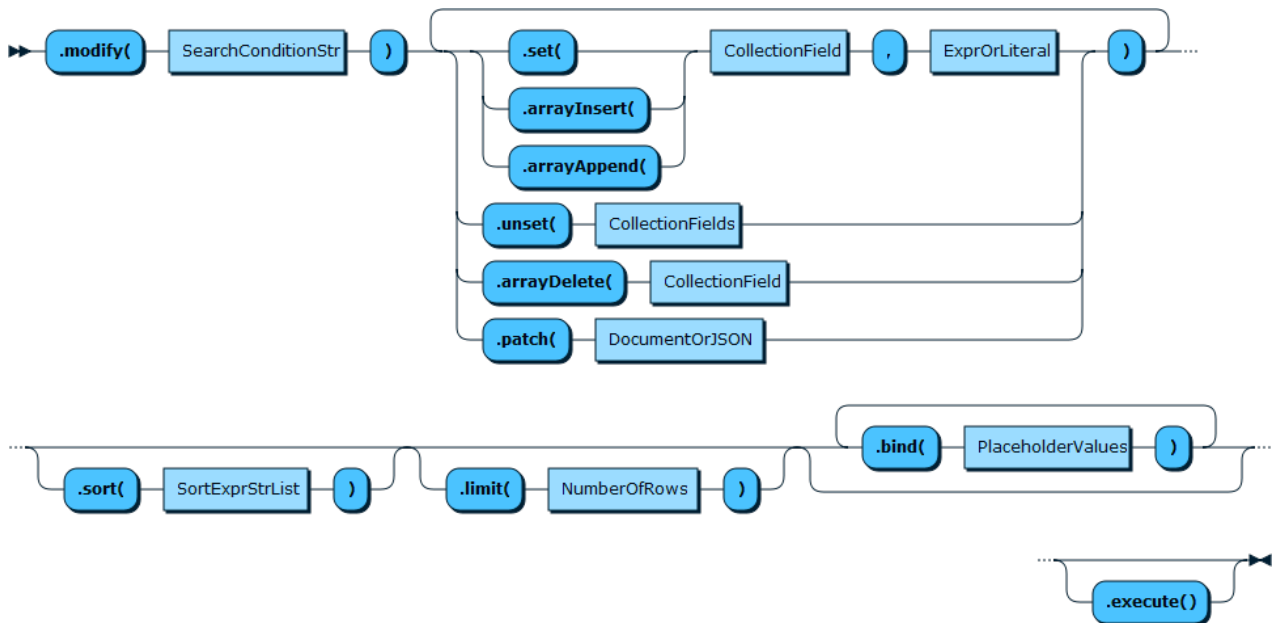 .modify( SearchConditionStr ) .set( CollectionField , ExprOrLiteral )
.arrayInsert(
.arrayAppend(
.unset( CollectionFields
.arrayDelete( CollectionField
.patch( DocumentOrJSON
.bind( PlaceholderValues )
.sort( SortExprStrList ) .limit( NumberOfRows )
.execute()